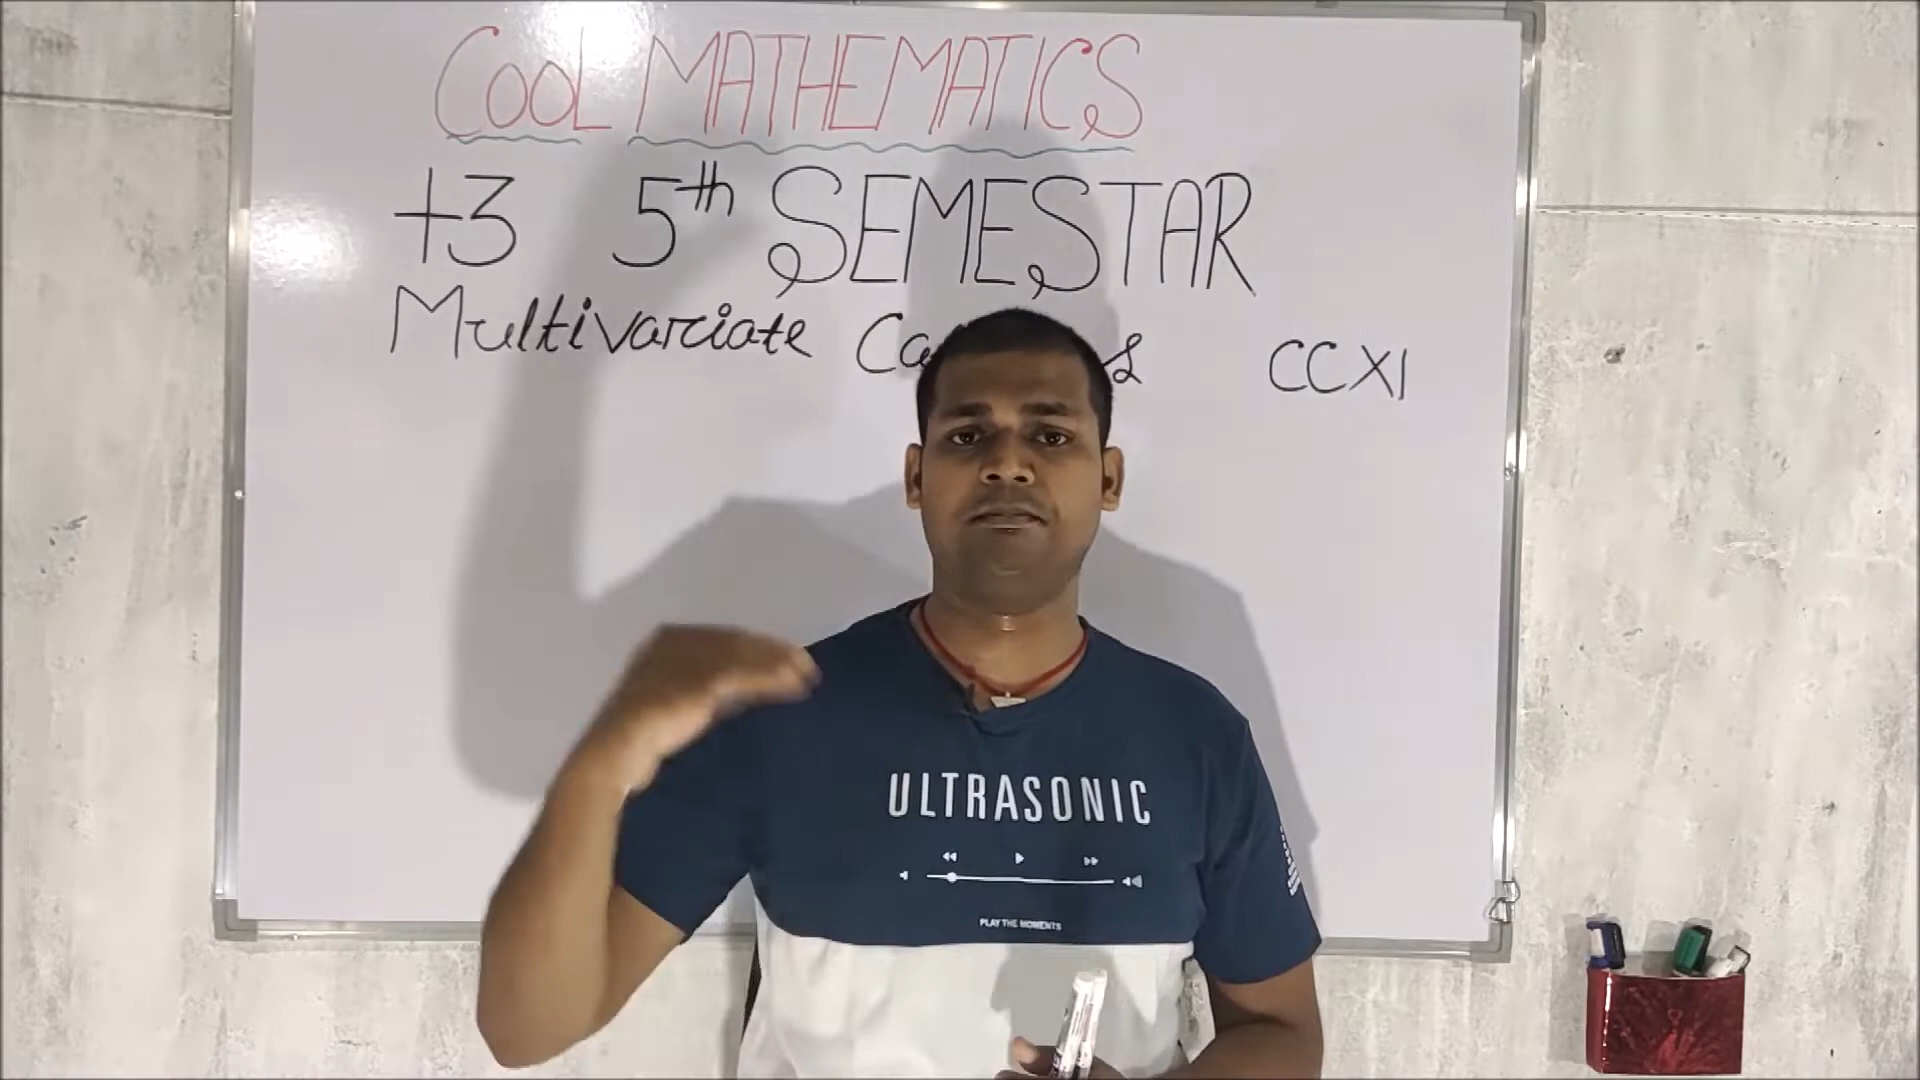 COOL MATHEMATICS
+3 5th SEMESTAR
Multivariate CCXI
ULTRASONIC
PLAY THE MOMENTS